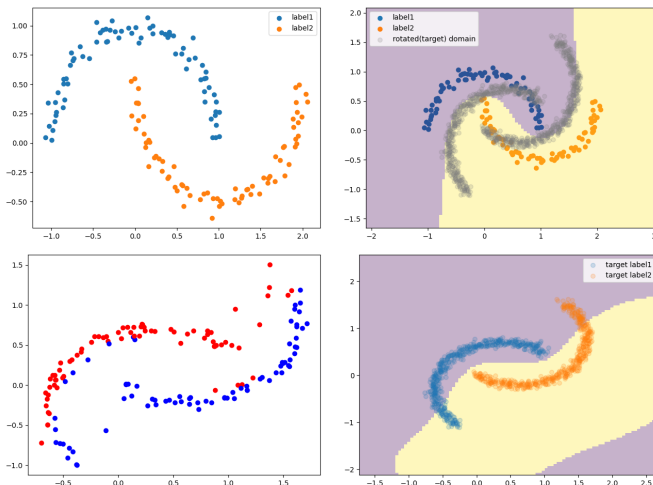 label1
label2
1.00
0.75
0.50
0.25
0.00
−0.25
−0.50
−1.0 −0.5 0.0 0.5 1.0 1.5 2.0
label1
label2
rotated(target) domain
2.0
1.5
1.0
0.5
0.0
−0.5
−1.0
−1.5
−2 −1 0 1 2 3
1.5
1.0
0.5
0.0
−0.5
−1.0
−0.5 0.0 0.5 1.0 1.5
target label1
target label2
2
1
0
−1
−2
−1.5 −1.0 −0.5 0.0 0.5 1.0 1.5 2.0 2.5